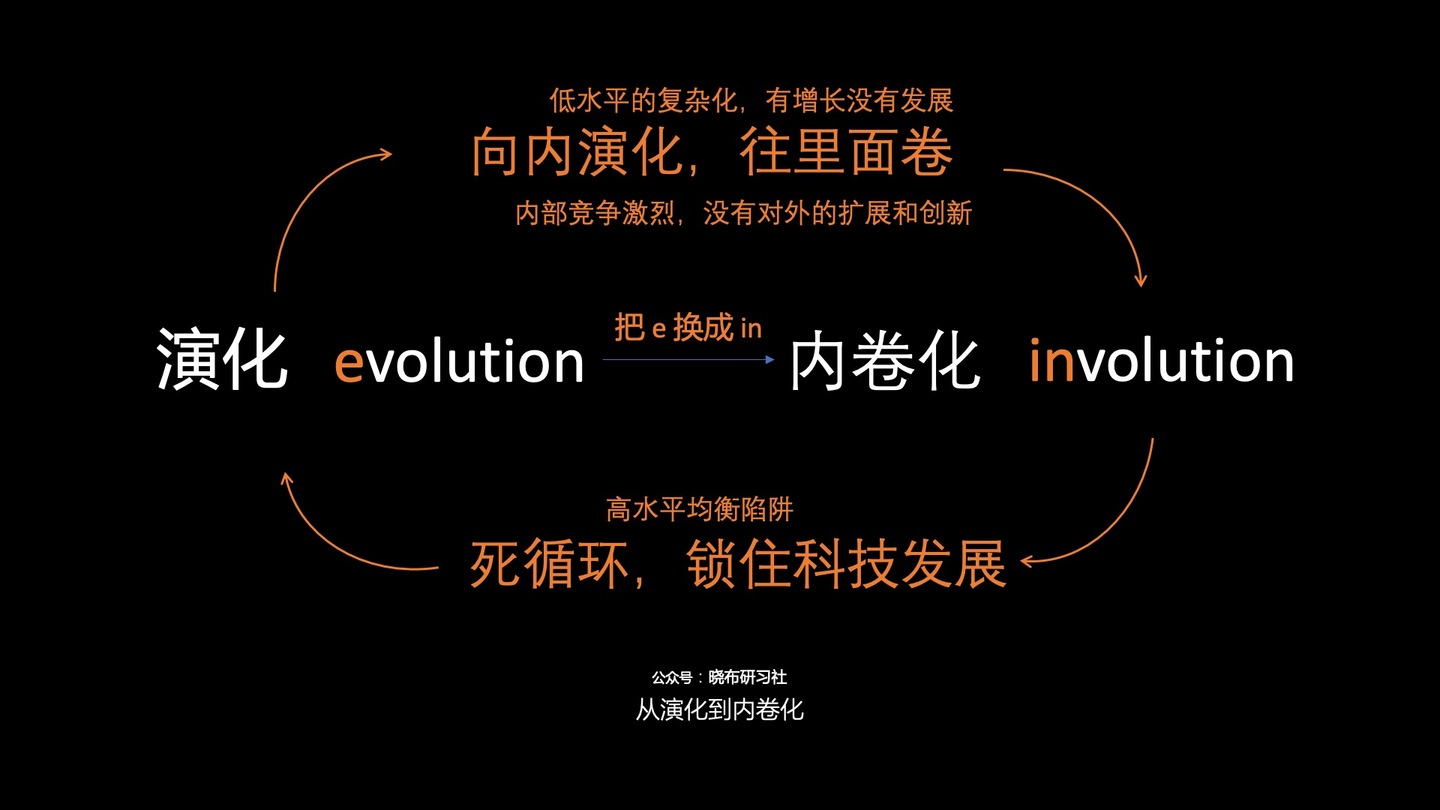 低水平的复杂化，有增长没有发展
向内演化，往里面卷
内部竞争激烈，没有对外的扩展和创新
把 e 换成 in
演化 evolution 内卷化 involution
高水平均衡陷阱
死循环，锁住科技发展
公众号：晓布研习社
从演化到内卷化